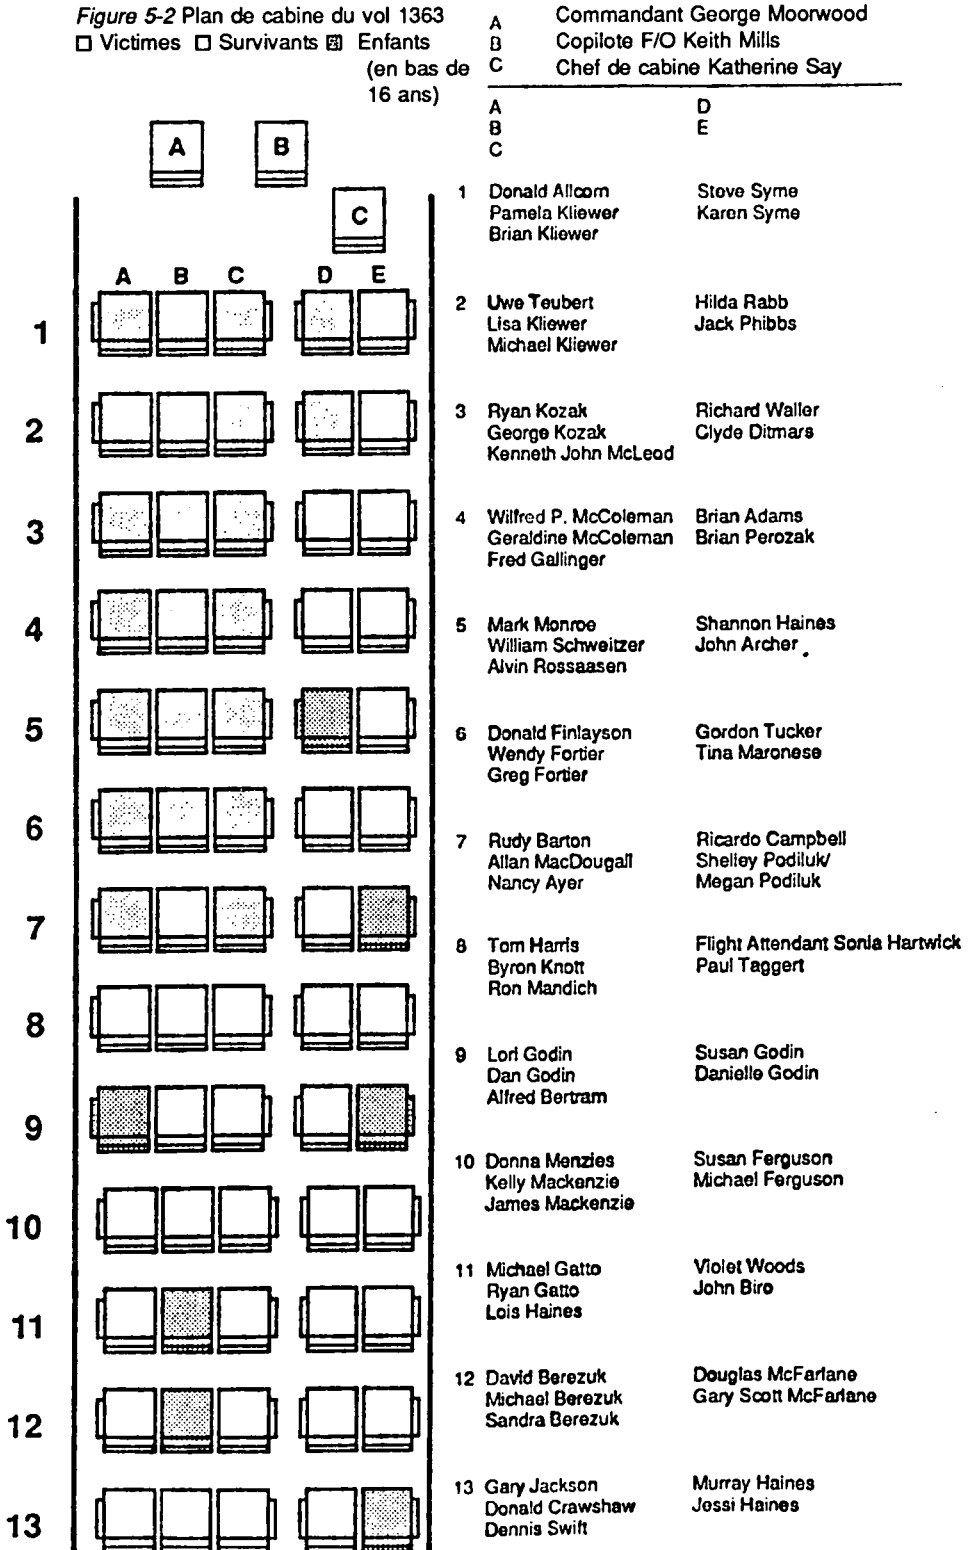 Figure 5-2 Plan de cabine du vol 1363
Victimes Survivants Enfants
(en bas de
16 ans)
A Commandant George Moorwood
B Copilote F/O Keith Mills
C Chef de cabine Katherine Say
A D
B E
C
A B
C
A B C D E
1
2
3
4
5
6
7
8
9
10
11
12
13
1 Donald Allcorn Steve Syme
Pamela Kliewer Karen Syme
Brian Kliewer
2 Uwe Teubert Hilda Rabb
Lisa Kliewer Jack Phibbs
Michael Kliewer
3 Ryan Kozak Richard Waller
George Kozak Clyde Ditmars
Kenneth John McLeod
4 Wilfred P. McColeman Brian Adams
Geraldine McColeman Brian Perozak
Fred Gallinger
5 Mark Monroe Shannon Haines
William Schweitzer John Archer
Alvin Rossaasen
6 Donald Finlayson Gordon Tucker
Wendy Fortier Tina Maronese
Greg Fortier
7 Rudy Barton Ricardo Campbell
Allan MacDougall Shelley Podiluk/
Nancy Ayer Megan Podiluk
8 Tom Harris Flight Attendant Sonia Hartwick
Byron Knott Paul Taggert
Ron Mandich
9 Lori Godin Susan Godin
Dan Godin Danielle Godin
Alfred Bertram
10 Donna Menzies Susan Ferguson
Kelly Mackenzie Michael Ferguson
James Mackenzie
11 Michael Gatto Violet Woods
Ryan Gatto John Biro
Lois Haines
12 David Berezuk Douglas McFarlane
Michael Berezuk Gary Scott McFarlane
Sandra Berezuk
13 Gary Jackson Murray Haines
Donald Crawshaw Jessi Haines
Dennis Swift